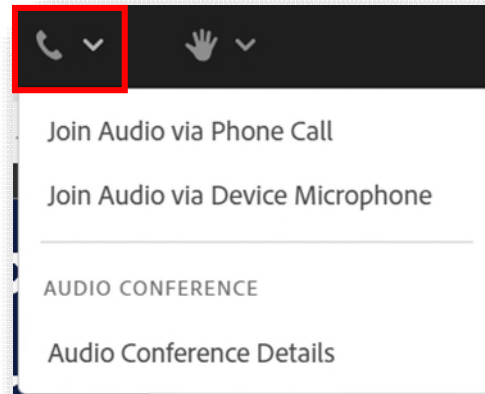 Join Audio via Phone Call
Join Audio via Device Microphone
AUDIO CONFERENCE
Audio Conference Details